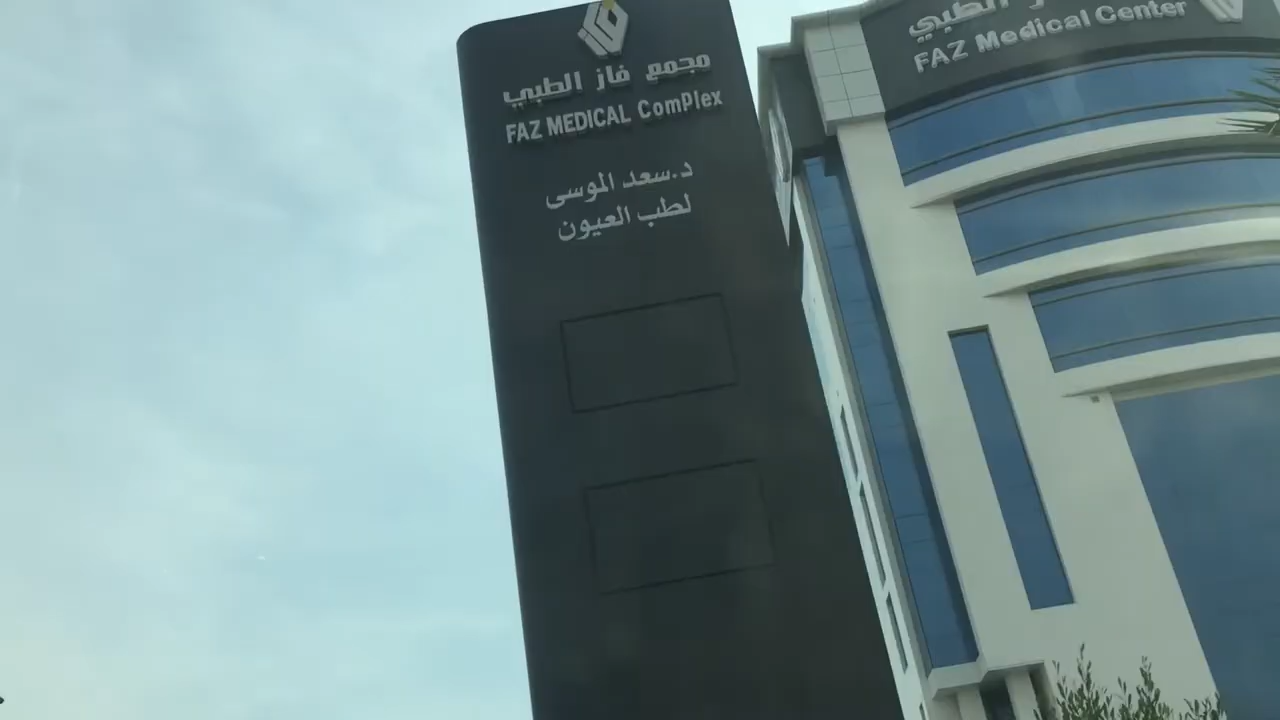 مجمع فاز الطبي
FAZ MEDICAL ComPlex
د.سعد الموسى
لطب العيون
الطبي
FAZ Medical Center